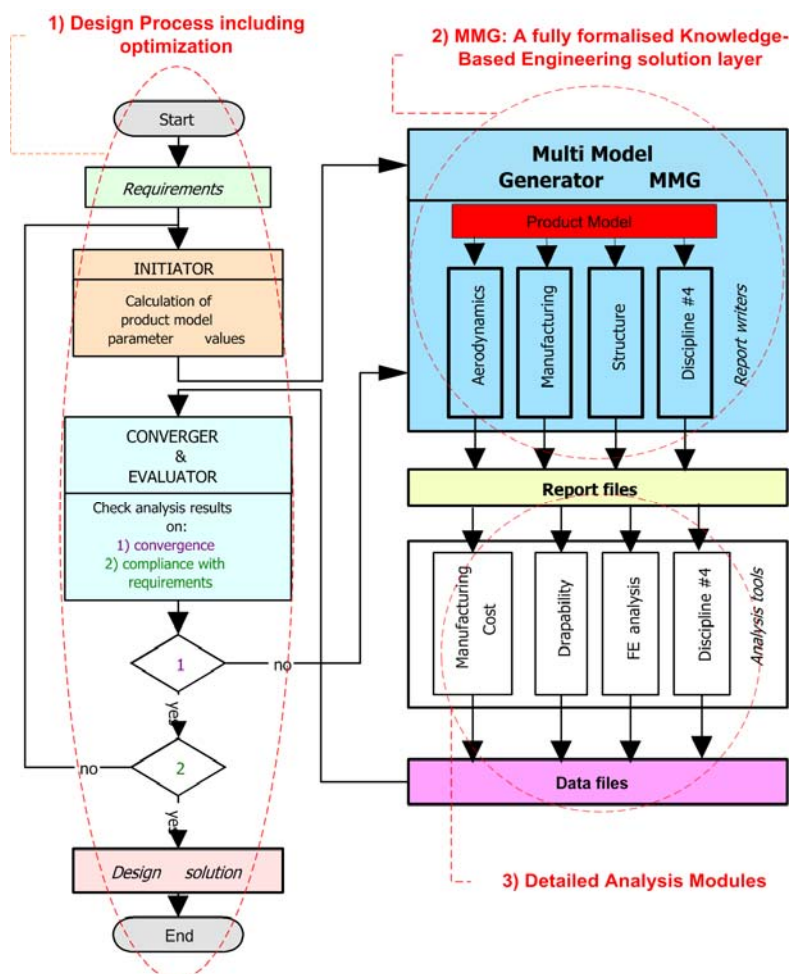 1) Design Process including
optimization
2) MMG: A fully formalised Knowledge-
Based Engineering solution layer
Start
Requirements
INITIATOR
Calculation of
product model
parameter values
CONVERGER
&
EVALUATOR
Check analysis results
on:
1) convergence
2) compliance with
requirements
1
no
yes
2
no
yes
Design solution
End
Multi Model
Generator MMG
Product Model
Aerodynamics
Manufacturing
Structure
Discipline #4
Report writers
Report files
Manufacturing
Cost
Drapability
FE analysis
Discipline #4
Analysis tools
Data files
3) Detailed Analysis Modules